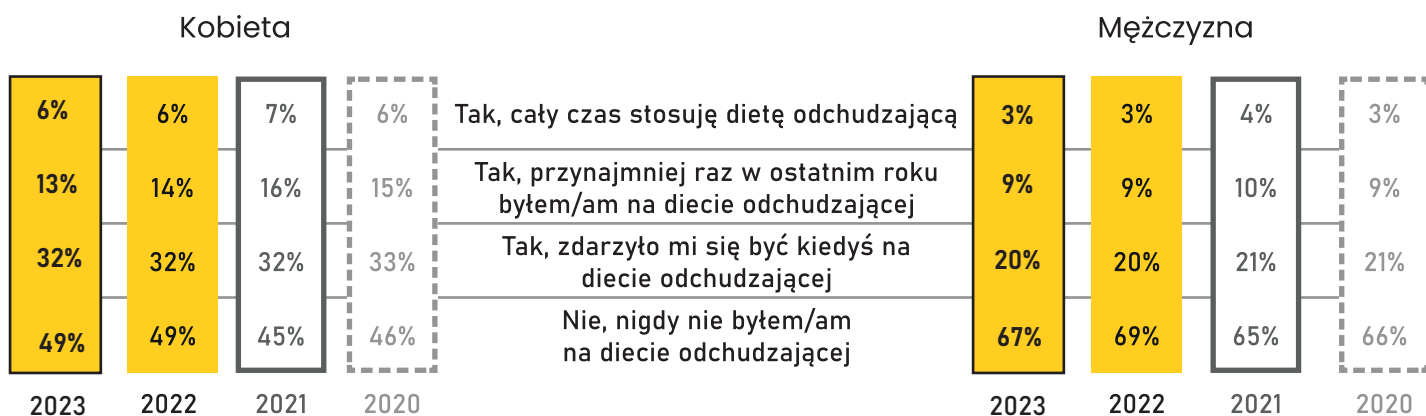 Kobieta
Mężczyzna
6% 6% 7% 6% Tak, cały czas stosuję dietę odchudzającą 3% 3% 4% 3%
13% 14% 16% 15% Tak, przynajmniej raz w ostatnim roku
byłem/am na diecie odchudzającej 9% 9% 10% 9%
32% 32% 32% 33% Tak, zdarzyło mi się być kiedyś na
diecie odchudzającej 20% 20% 21% 21%
49% 49% 45% 46% Nie, nigdy nie byłem/am
na diecie odchudzającej 67% 69% 65% 66%
2023 2022 2021 2020 2023 2022 2021 2020